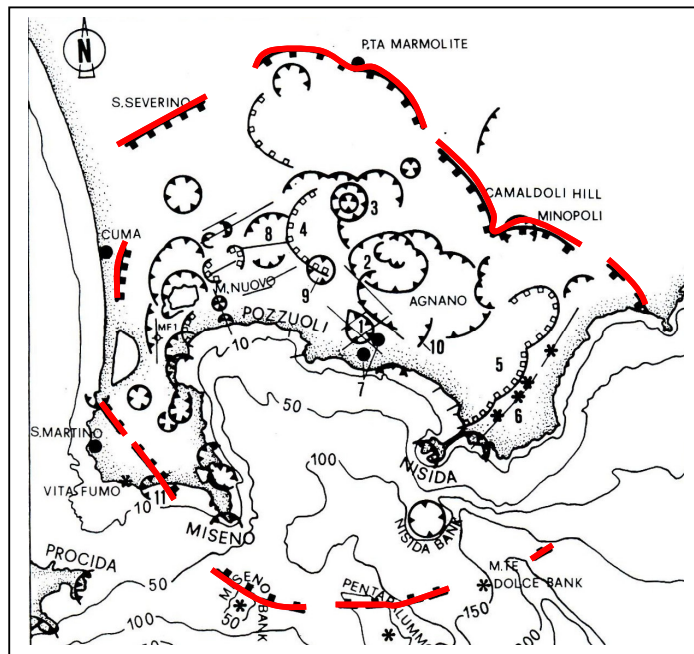 N
P.TA MARMOLITE
S.SEVERINO
CAMALDOLI HILL
MINOPOLI
3
CUMA
8
4
2
M.NUOVO
9
AGNANO
POZZUOLI
MF1
1
10
10
7
5
50
6
S.MARTINO
NISIDA
100
VITA FUMO
11
10
MISENO
NISIDA BANK
PROCIDA
50
M.TE
DOLCE BANK
MISENO
BANK
50
150
100